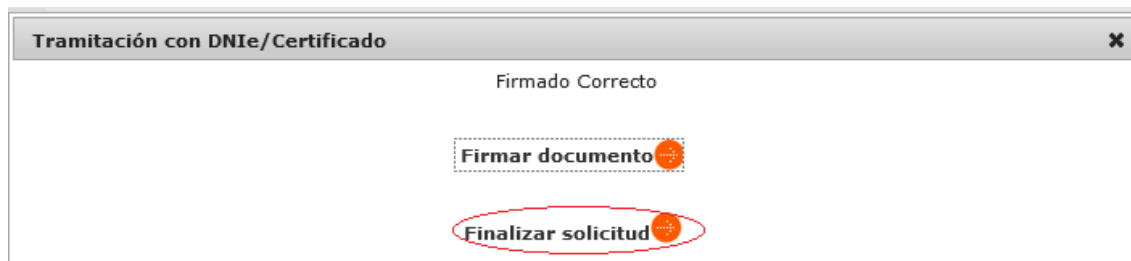 Tramitación con DNIe/Certificado
Firmado Correcto
Firmar documento
Finalizar solicitud